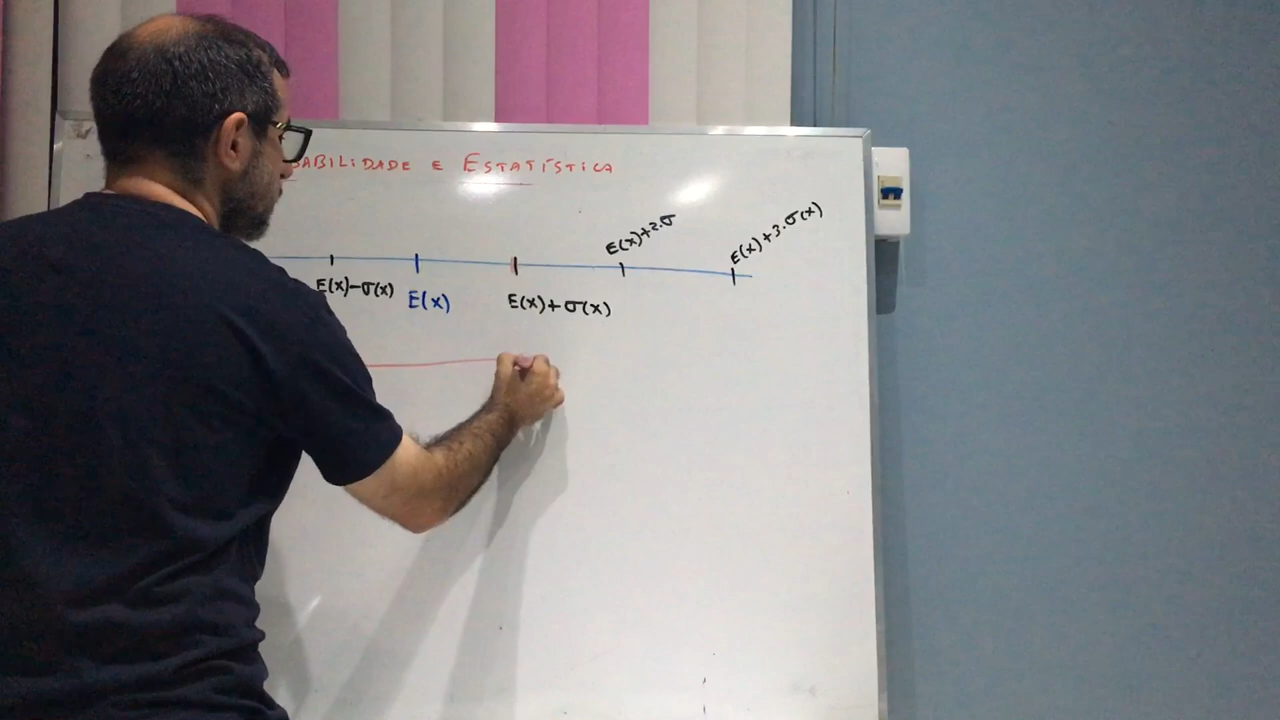 ABILIDADE E ESTATÍSTICA
E(x)+2.σ
E(x)+3.σ(x)
E(x)-σ(x)
E(x)
E(x)+σ(x)